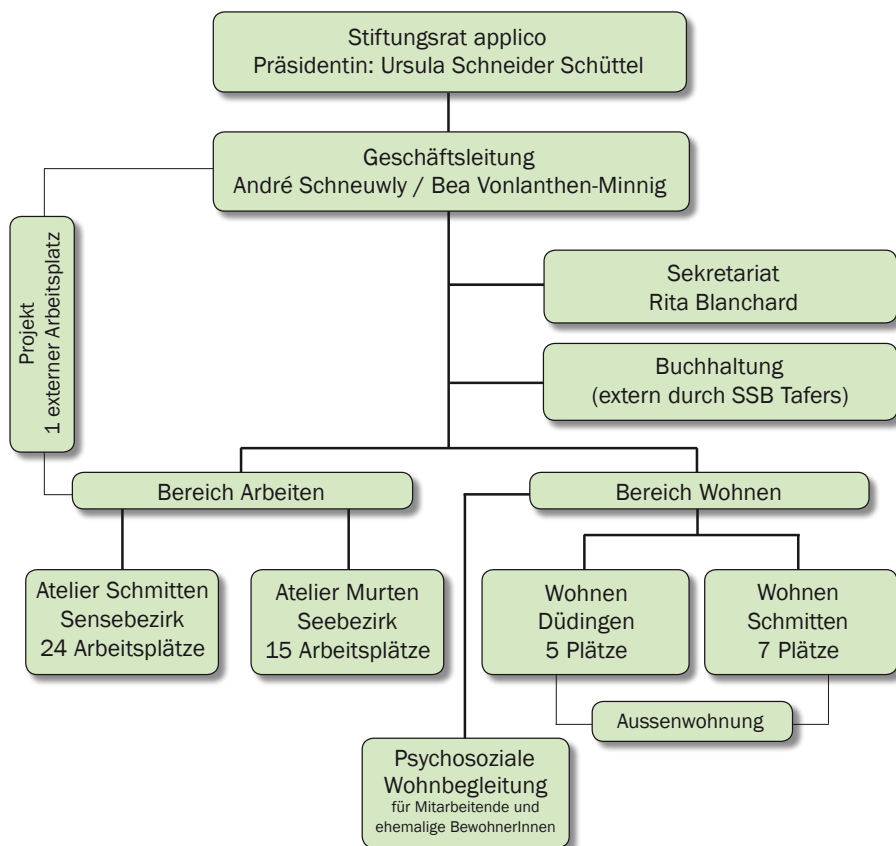 Stiftungsrat applico
Präsidentin: Ursula Schneider Schüttel
Geschäftsleitung
André Schneuwly / Bea Vonlanthen-Minnig
Projekt
1 externer Arbeitsplatz
Sekretariat
Rita Blanchard
Buchhaltung
(extern durch SSB Tafers)
Bereich Arbeiten
Bereich Wohnen
Atelier Schmitten
Sensebezirk
24 Arbeitsplätze
Atelier Murten
Seebezirk
15 Arbeitsplätze
Wohnen
Düdingen
5 Plätze
Wohnen
Schmitten
7 Plätze
Aussenwohnung
Psychosoziale
Wohnbegleitung
für Mitarbeitende und
ehemalige BewohnerInnen